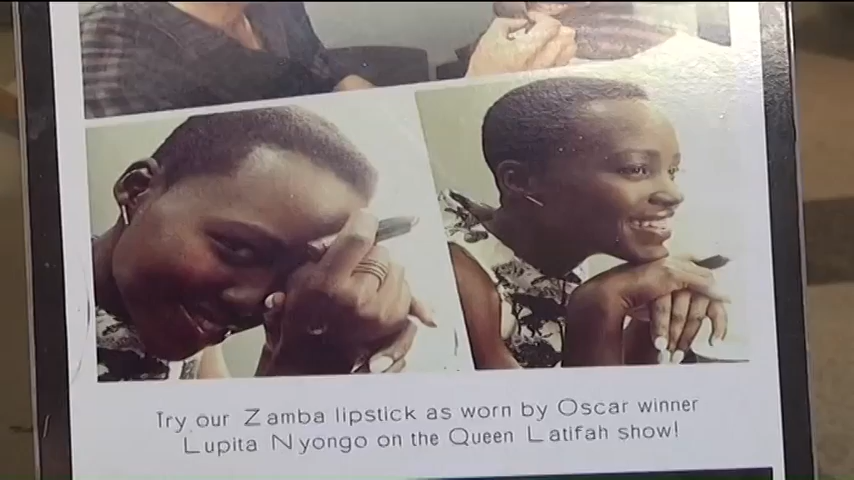 Try our Zamba lipstick as worn by Oscar winner
Lupita Nyongo on the Queen Latifah show!